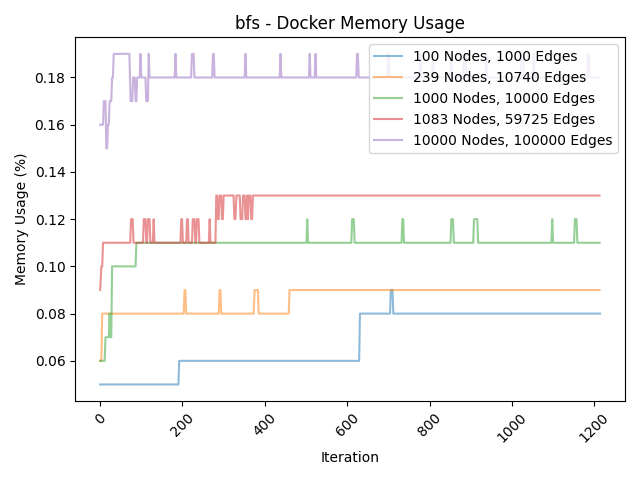 bfs - Docker Memory Usage
100 Nodes, 1000 Edges
239 Nodes, 10740 Edges
1000 Nodes, 10000 Edges
1083 Nodes, 59725 Edges
10000 Nodes, 100000 Edges
Memory Usage (%)
0.18
0.16
0.14
0.12
0.10
0.08
0.06
0
200
400
600
800
1000
1200
Iteration